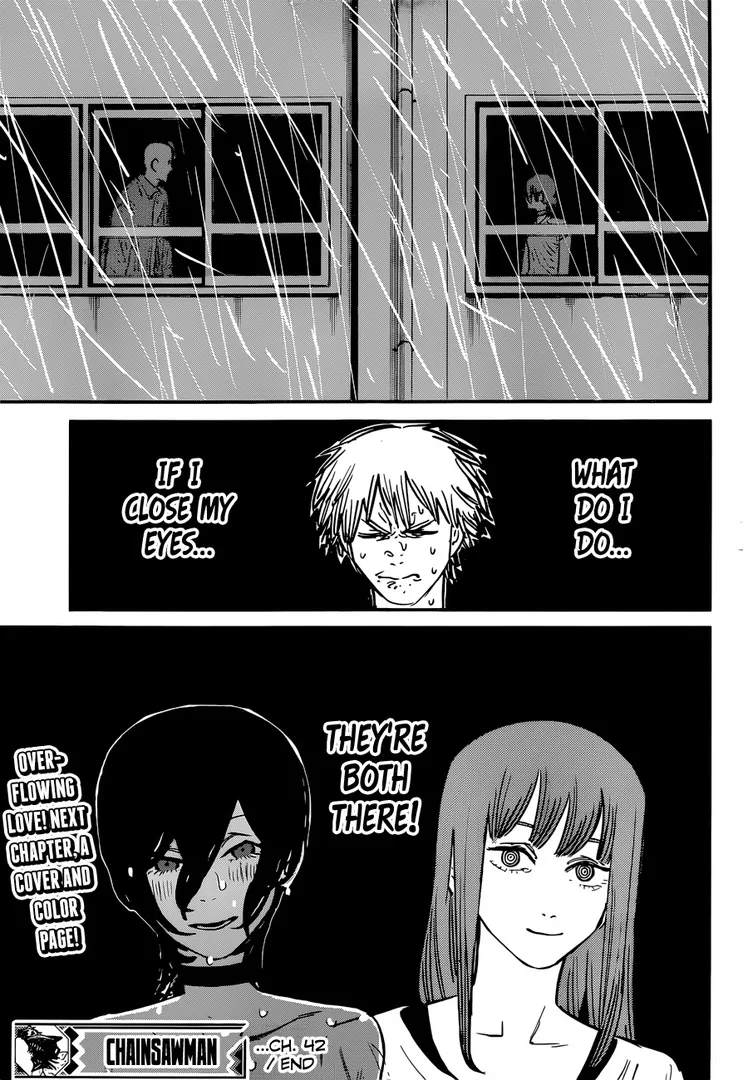 WHAT
DO I
DO...
IF I
CLOSE MY
EYES...
THEY'RE
BOTH
THERE!
OVER-
FLOWING
LOVE! NEXT
CHAPTER, A
COVER AND
COLOR
PAGE!
CHAINSAWMAN
...CH. 42
/ END